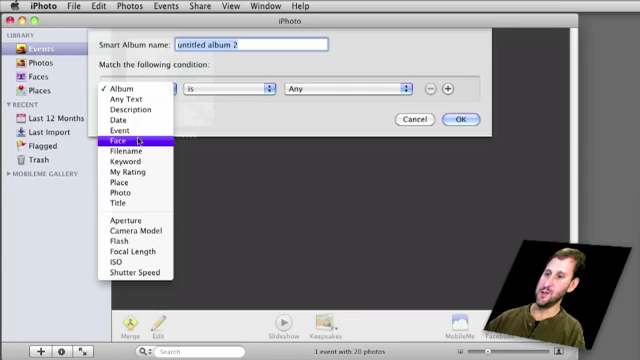 iPhoto File Edit Photos Events Share View Window Help
iPhoto
LIBRARY
Events
Photos
Faces
Places
RECENT
Last 12 Months
Last Import
Flagged
Trash
MOBILEME GALLERY
Smart Album name: untitled album 2
Match the following condition:
✓ Album is Any
Any Text
Description
Date
Event
Face
Filename
Keyword
My Rating
Place
Photo
Title
Aperture
Camera Model
Flash
Focal Length
ISO
Shutter Speed
Cancel OK
Merge Edit Slideshow Keepsakes MobileMe
Search 1 event with 20 photos